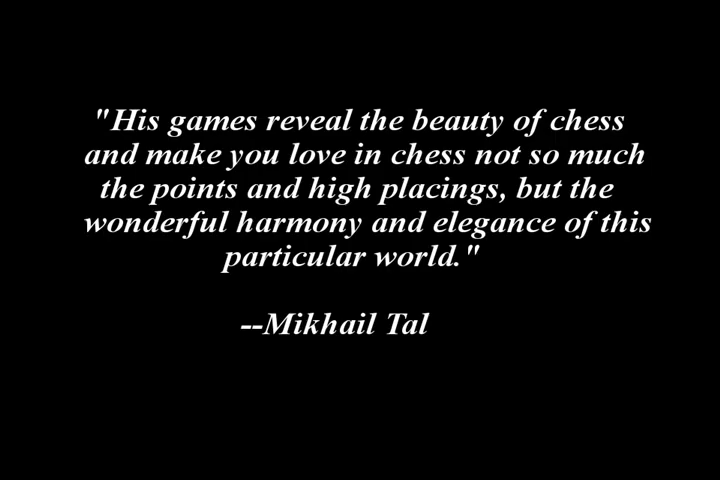 "His games reveal the beauty of chess
and make you love in chess not so much
the points and high placings, but the
wonderful harmony and elegance of this
particular world."
--Mikhail Tal